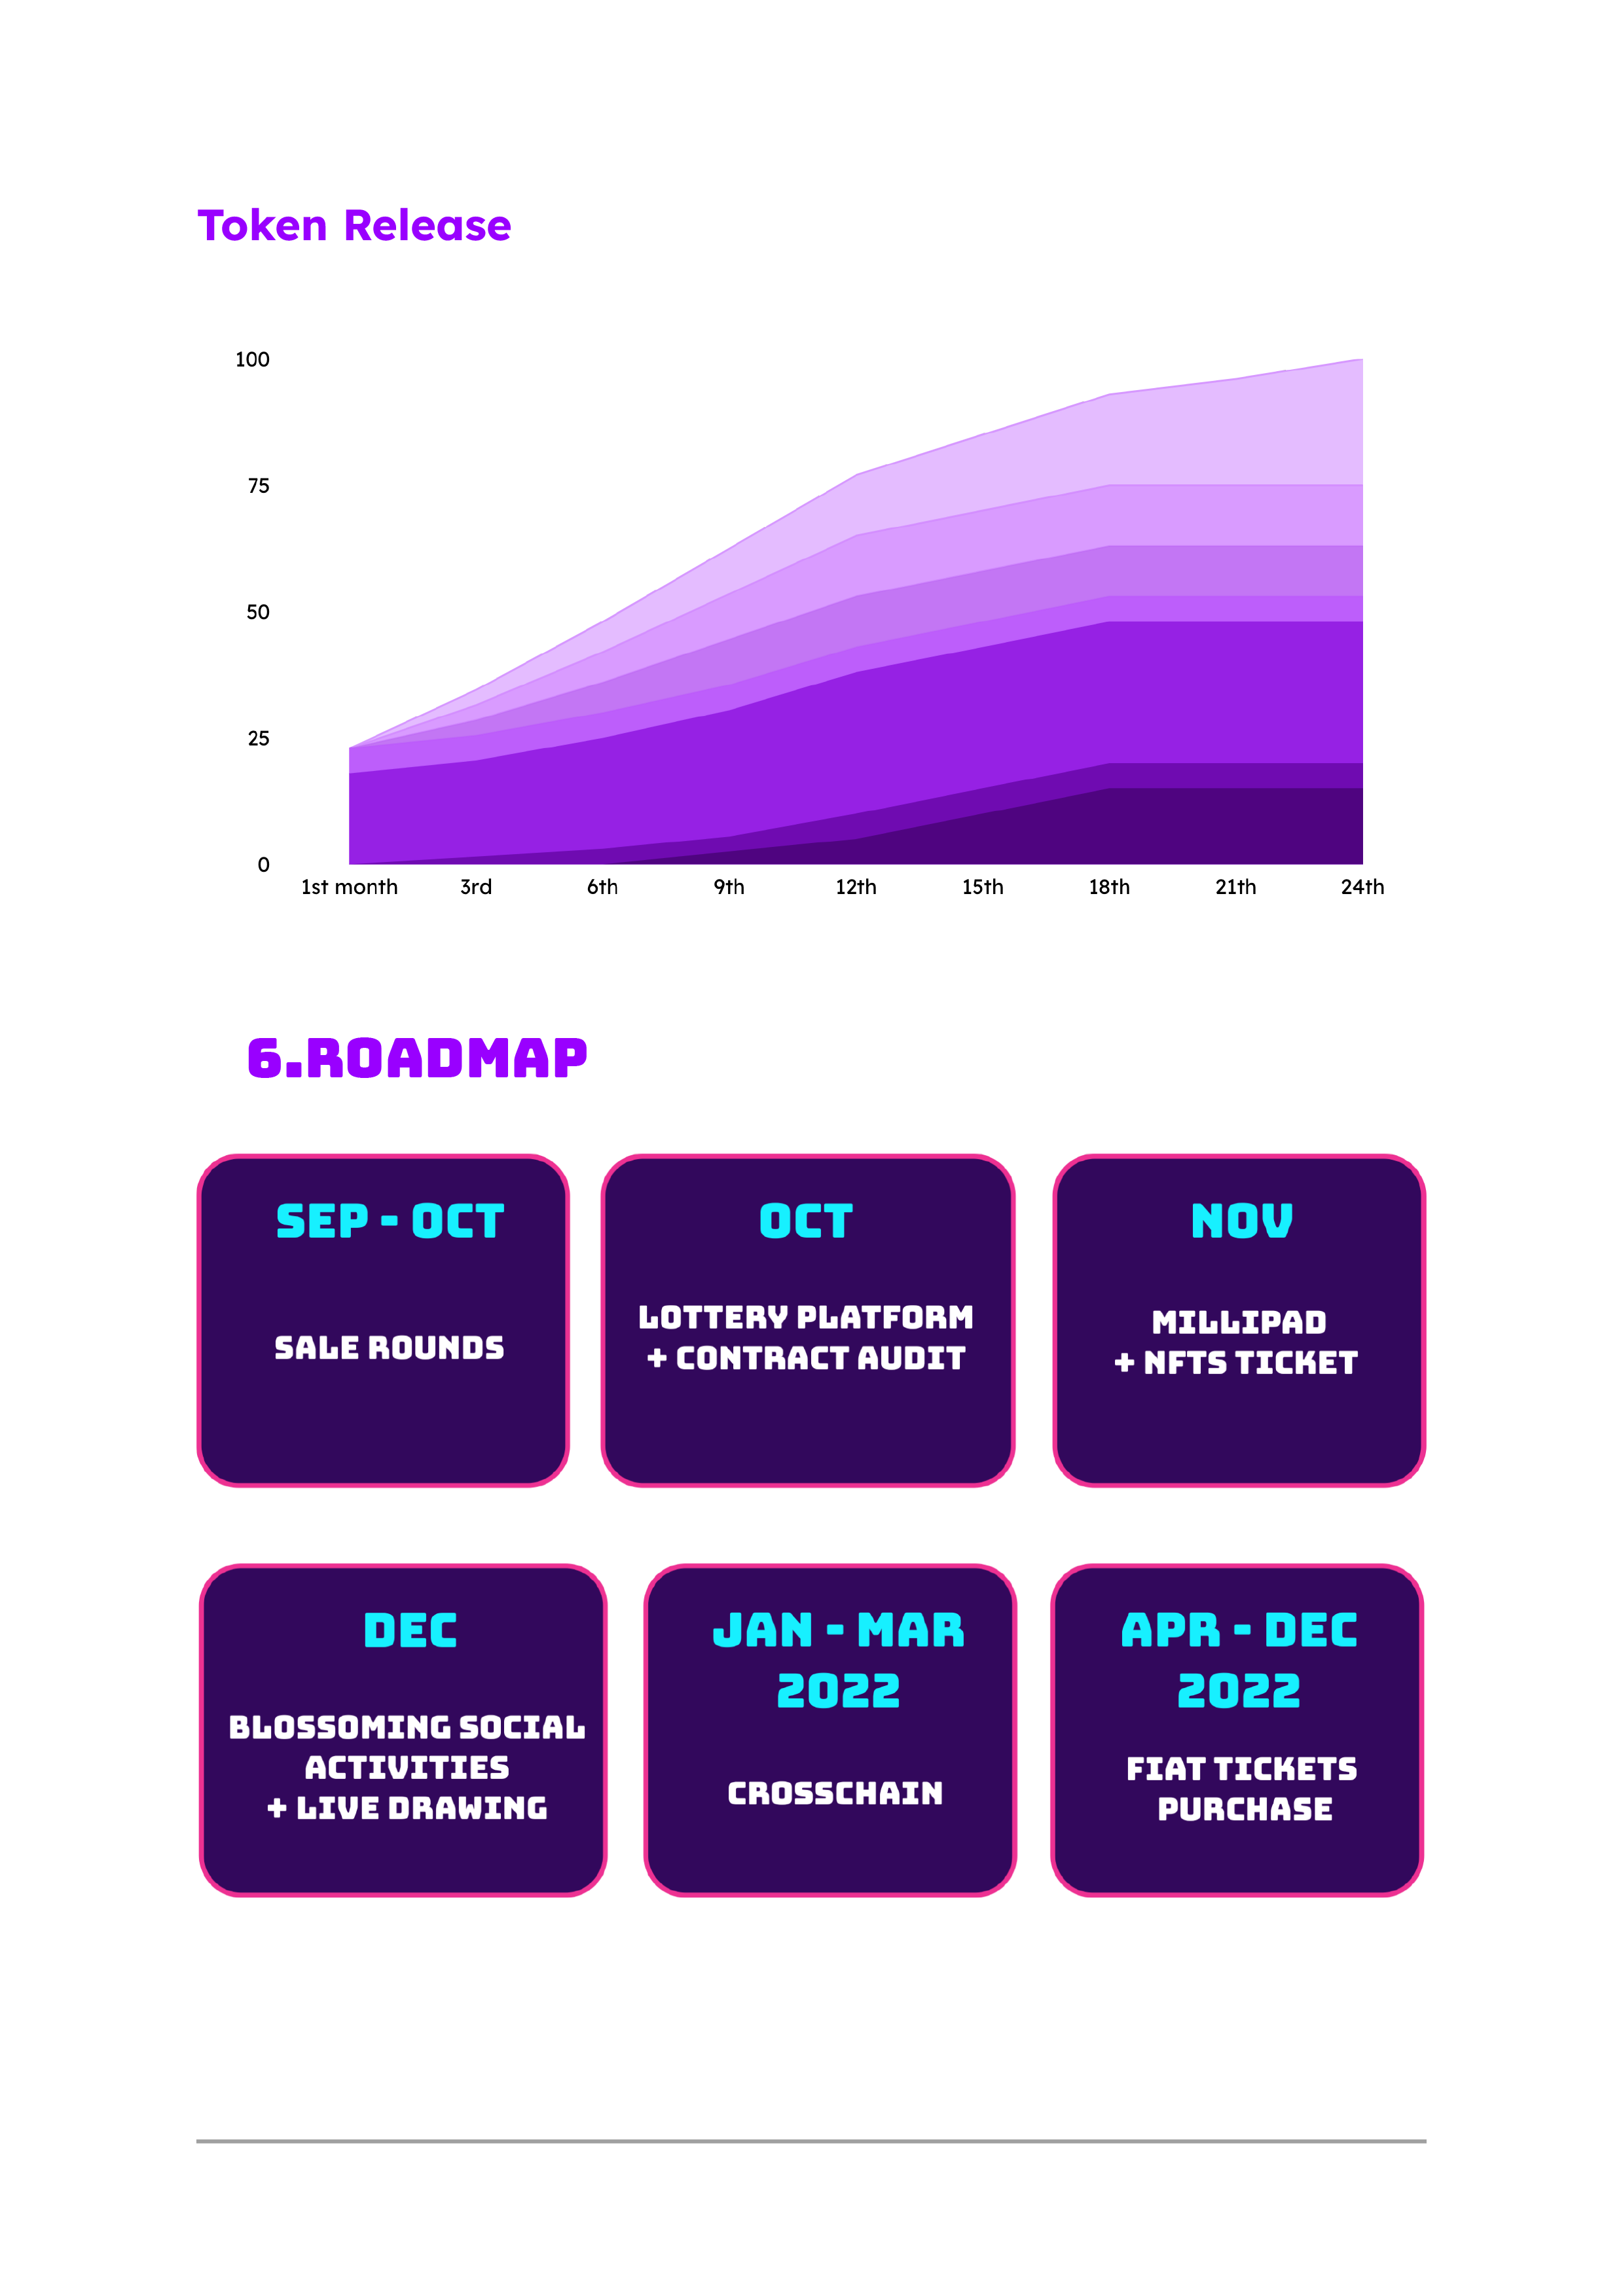 Token Release
100
75
50
25
0
1st month 3rd 6th 9th 12th 15th 18th 21th 24th
6.ROADMAP
SEP - OCT
SALE ROUNDS
OCT
LOTTERY PLATFORM
+ CONTRACT AUDIT
NOV
MILLIPAD
+ NFTS TICKET
DEC
BLOSSOMING SOCIAL
ACTIVITIES
+ LIVE DRAWING
JAN - MAR
2022
CROSSCHAIN
APR - DEC
2022
FIAT TICKETS
PURCHASE